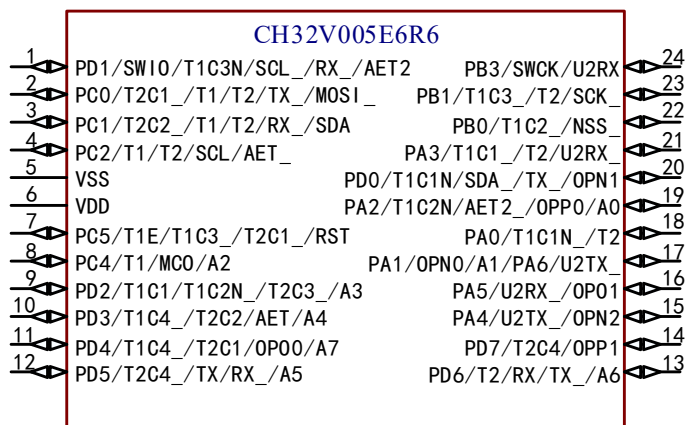 CH32V005E6R6
1 PD1/SWIO/T1C3N/SCL_/RX_/AET2 PB3/SWCK/U2RX 24
2 PC0/T2C1_/T1/T2/TX_/MOSI_ PB1/T1C3_/T2/SCK_ 23
3 PC1/T2C2_/T1/T2/RX_/SDA PB0/T1C2_/NSS_ 22
4 PC2/T1/T2/SCL/AET_ PA3/T1C1_/T2/U2RX_ 21
5 VSS PD0/T1C1N/SDA_/TX_/OPN1 20
6 VDD PA2/T1C2N/AET2_/OPP0/A0 19
7 PC5/T1E/T1C3_/T2C1_/RST PA0/T1C1N_/T2 18
8 PC4/T1/MCO/A2 PA1/OPN0/A1/PA6/U2TX_ 17
9 PD2/T1C1/T1C2N_/T2C3_/A3 PA5/U2RX_/OPO1 16
10 PD3/T1C4_/T2C2/AET/A4 PA4/U2TX_/OPN2 15
11 PD4/T1C4_/T2C1/OPO0/A7 PD7/T2C4/OPP1 14
12 PD5/T2C4_/TX/RX_/A5 PD6/T2/RX/TX_/A6 13